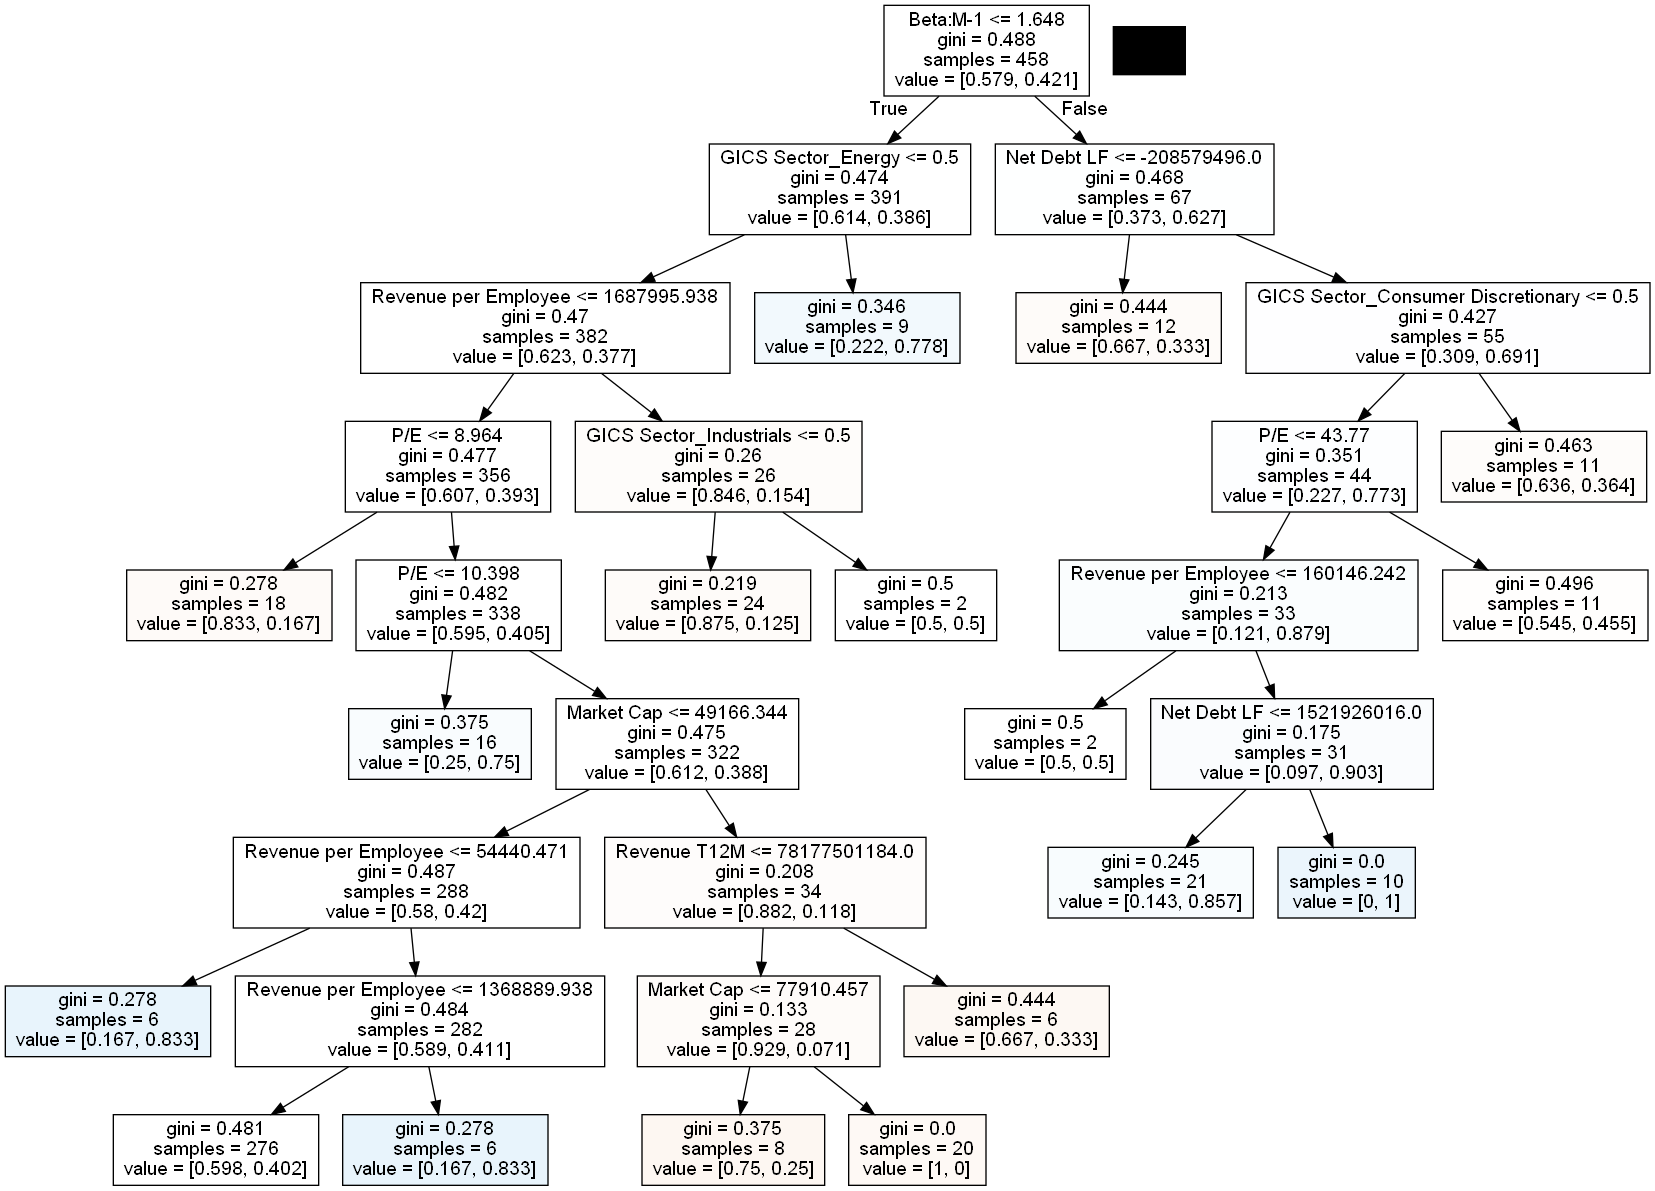 Beta:M-1 <= 1.648
gini = 0.488
samples = 458
value = [0.579, 0.421]
True
False
GICS Sector_Energy <= 0.5
gini = 0.474
samples = 391
value = [0.614, 0.386]
Net Debt LF <= -208579496.0
gini = 0.468
samples = 67
value = [0.373, 0.627]
Revenue per Employee <= 1687995.938
gini = 0.47
samples = 382
value = [0.623, 0.377]
gini = 0.346
samples = 9
value = [0.222, 0.778]
gini = 0.444
samples = 12
value = [0.667, 0.333]
GICS Sector_Consumer Discretionary <= 0.5
gini = 0.427
samples = 55
value = [0.309, 0.691]
P/E <= 8.964
gini = 0.477
samples = 356
value = [0.607, 0.393]
GICS Sector_Industrials <= 0.5
gini = 0.26
samples = 26
value = [0.846, 0.154]
P/E <= 43.77
gini = 0.351
samples = 44
value = [0.227, 0.773]
gini = 0.463
samples = 11
value = [0.636, 0.364]
gini = 0.278
samples = 18
value = [0.833, 0.167]
P/E <= 10.398
gini = 0.482
samples = 338
value = [0.595, 0.405]
gini = 0.219
samples = 24
value = [0.875, 0.125]
gini = 0.5
samples = 2
value = [0.5, 0.5]
Revenue per Employee <= 160146.242
gini = 0.213
samples = 33
value = [0.121, 0.879]
gini = 0.496
samples = 11
value = [0.545, 0.455]
gini = 0.375
samples = 16
value = [0.25, 0.75]
Market Cap <= 49166.344
gini = 0.475
samples = 322
value = [0.612, 0.388]
gini = 0.5
samples = 2
value = [0.5, 0.5]
Net Debt LF <= 1521926016.0
gini = 0.175
samples = 31
value = [0.097, 0.903]
Revenue per Employee <= 54440.471
gini = 0.487
samples = 288
value = [0.58, 0.42]
Revenue T12M <= 78177501184.0
gini = 0.208
samples = 34
value = [0.882, 0.118]
gini = 0.245
samples = 21
value = [0.143, 0.857]
gini = 0.0
samples = 10
value = [0, 1]
gini = 0.278
samples = 6
value = [0.167, 0.833]
Revenue per Employee <= 1368889.938
gini = 0.484
samples = 282
value = [0.589, 0.411]
Market Cap <= 77910.457
gini = 0.133
samples = 28
value = [0.929, 0.071]
gini = 0.444
samples = 6
value = [0.667, 0.333]
gini = 0.481
samples = 276
value = [0.598, 0.402]
gini = 0.278
samples = 6
value = [0.167, 0.833]
gini = 0.375
samples = 8
value = [0.75, 0.25]
gini = 0.0
samples = 20
value = [1, 0]